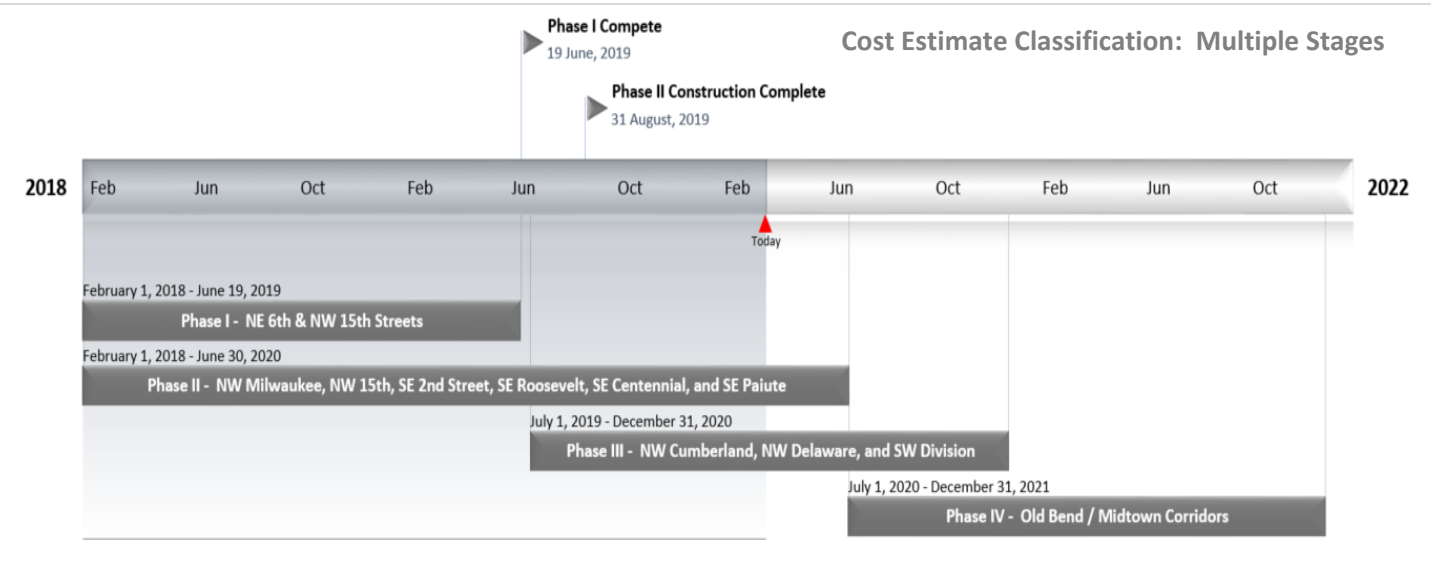 Phase I Compete
19 June, 2019
Cost Estimate Classification:  Multiple Stages
Phase II Construction Complete
31 August, 2019
2018 Feb Jun Oct Feb Jun Oct Feb Jun Oct Feb Jun Oct 2022
Today
February 1, 2018 - June 19, 2019
Phase I -  NE 6th & NW 15th Streets
February 1, 2018 - June 30, 2020
Phase II -  NW Milwaukee, NW 15th, SE 2nd Street, SE Roosevelt, SE Centennial, and SE Paiute
July 1, 2019 - December 31, 2020
Phase III -  NW Cumberland, NW Delaware, and SW Division
July 1, 2020 - December 31, 2021
Phase IV -  Old Bend / Midtown Corridors